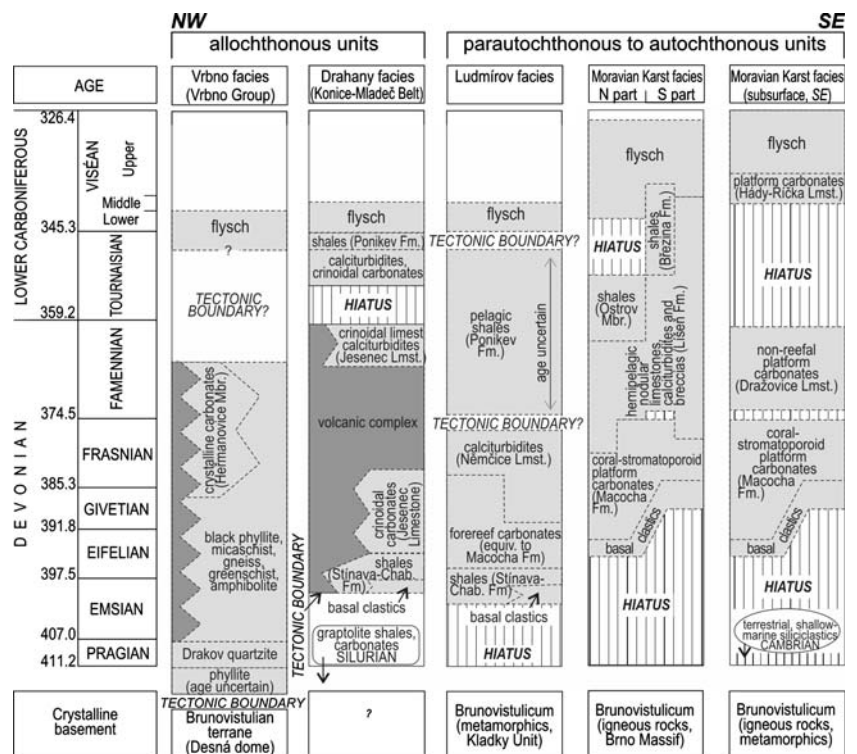 NW
SE
allochthonous units
parautochthonous to autochthonous units
AGE
Vrbno facies
(Vrbno Group)
Drahany facies
(Konice-Mladeč Belt)
Ludmírov facies
Moravian Karst facies
N part
S part
Moravian Karst facies
(subsurface, SE)
LOWER CARBONIFEROUS
DEVONIAN
326.4
345.3
359.2
374.5
385.3
391.8
397.5
407.0
411.2
VISÉAN
Upper
Middle
Lower
TOURNAISIAN
FAMENNIAN
FRASNIAN
GIVETIAN
EIFELIAN
EMSIAN
PRAGIAN
Crystalline
basement
flysch
?
TECTONIC
BOUNDARY?
crystalline carbonates
(Heřmanovice Mbr.)
black phyllite,
micaschist,
gneiss,
greenschist,
amphibolite
Drakov quartzite
phyllite
(age uncertain)
TECTONIC BOUNDARY
Brunovistulian
terrane
(Desná dome)
TECTONIC BOUNDARY
flysch
shales (Ponikev Fm.)
calciturbidites,
crinoidal carbonates
HIATUS
crinoidal limest
calciturbidites
(Jesenec Lmst.)
volcanic complex
crinoidal
carbonates
(Jesenec
Limestone)
shales
(Stínava-Chab.
Fm)
basal clastics
graptolite shales,
carbonates
SILURIAN
?
flysch
TECTONIC BOUNDARY?
pelagic
shales
(Ponikev
Fm.)
age uncertain
TECTONIC BOUNDARY?
calciturbidites
(Němčice Lmst.)
forereef carbonates
(equiv. to
Macocha Fm)
shales (Stínava-
Chab. Fm)
basal clastics
HIATUS
Brunovistulicum
(metamorphics,
Kladky Unit)
flysch
HIATUS
shales
(Březina Fm.)
shales
(Ostrov
Mbr.)
hemipelagic
nodular
limestones,
calciturbidites and
breccias (Líšeň Fm.)
coral-stromatoporoid
platform
carbonates
(Macocha
Fm.)
basal
clastics
HIATUS
Brunovistulicum
(igneous rocks,
Brno Massif)
flysch
platform carbonates
(Hády-Říčka Lmst.)
HIATUS
non-reefal
platform
carbonates
(Dražovice Lmst.)
coral-
stromatoporoid
platform
carbonates
(Macocha
Fm.)
basal
clastics
HIATUS
terrestrial, shallow-
marine siliciclastics
CAMBRIAN
Brunovistulicum
(igneous rocks,
metamorphics)